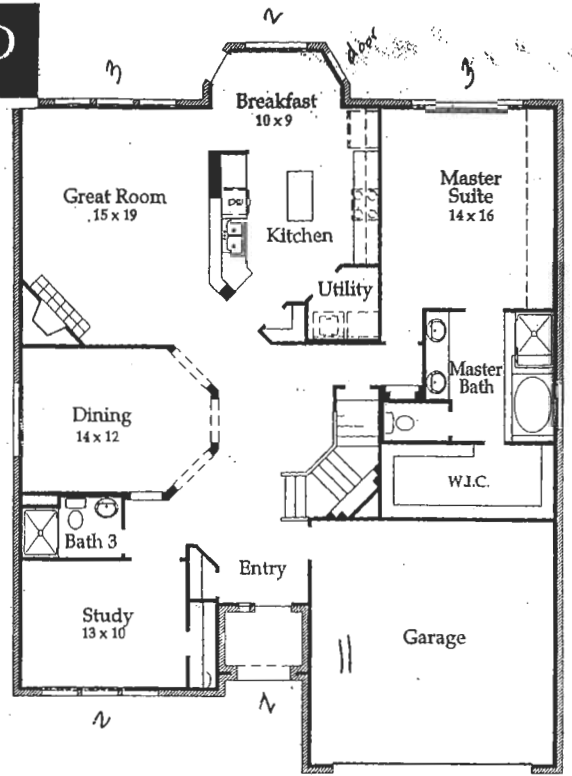 2
door
3
3
Breakfast
10 x 9
Great Room
15 x 19
Master
Suite
14 x 16
Kitchen
Utility
Master
Bath
Dining
14 x 12
W.I.C.
Bath 3
Entry
Study
13 x 10
Garage
2
2